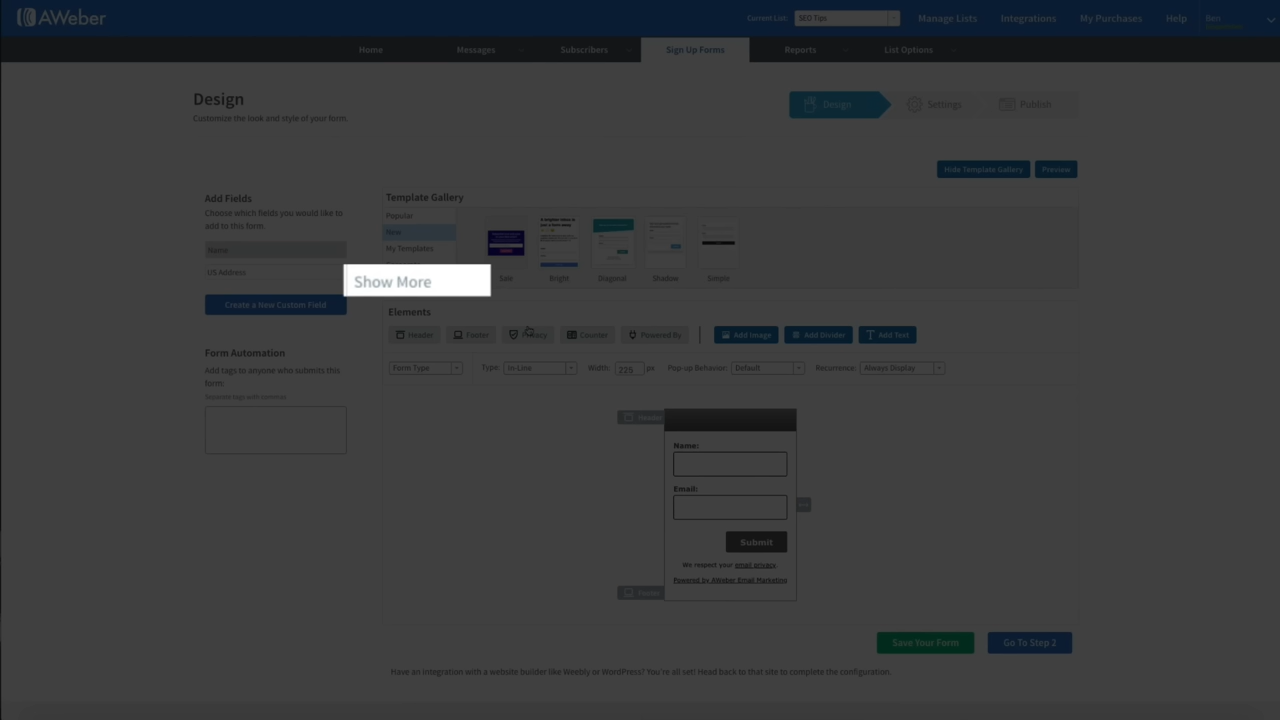 AWeber
Current List: SEO Tips
Manage Lists Integrations My Purchases Help Ben
Home Messages Subscribers Sign Up Forms Reports List Options
Design
Customize the look and style of your form.
Design Settings Publish
Hide Template Gallery Preview
Add Fields
Choose which fields you would like to
add to this form.
Name
US Address
Create a New Custom Field
Form Automation
Add tags to anyone who submits this
form:
Separate tags with commas
Template Gallery
Popular
New
My Templates
Show More
Sale Bright Diagonal Shadow Simple
Elements
Header Footer Privacy Counter Powered By Add Image Add Divider Add Text
Form Type Type: In-Line Width: 225 px Pop-up Behavior: Default Recurrence: Always Display
Header
Name:
Email:
Submit
We respect your email privacy.
Powered by AWeber Email Marketing
Footer
Save Your Form Go To Step 2
Have an integration with a website builder like Weebly or WordPress? You're all set! Head back to that site to complete the configuration.